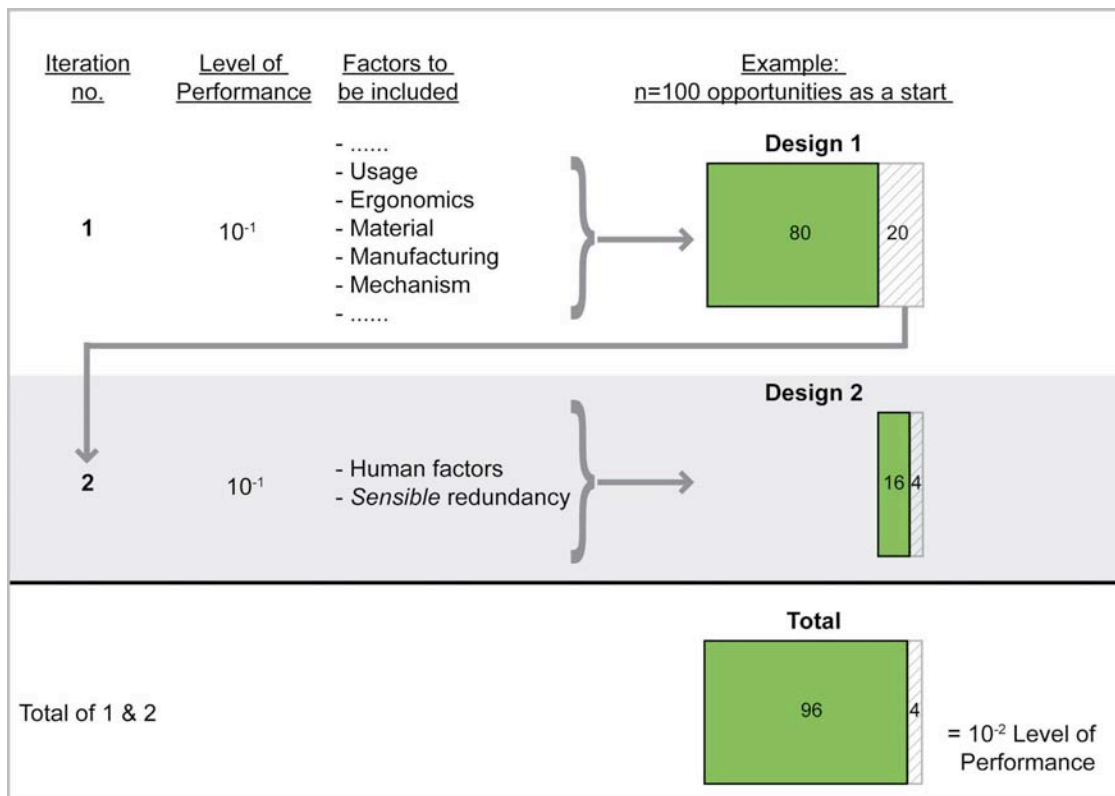 Iteration no.
Level of Performance
Factors to be included
Example:
n=100 opportunities as a start
Design 1
1
10⁻¹
- ......
- Usage
- Ergonomics
- Material
- Manufacturing
- Mechanism
- ......
80
20
Design 2
2
10⁻¹
- Human factors
- Sensible redundancy
16
4
Total
Total of 1 & 2
96
4
= 10⁻² Level of
Performance